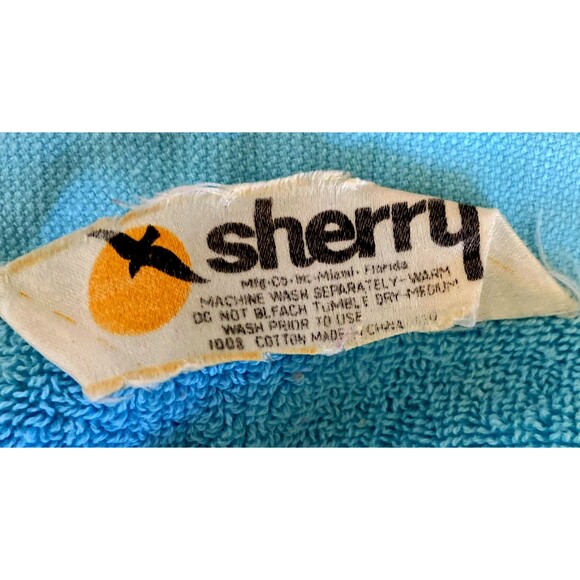 sherry
Mfg.Co.Inc.Miami.Florida
MACHINE WASH SEPARATELY-WARM
DO NOT BLEACH TUMBLE DRY-MEDIUM
WASH PRIOR TO USE
100% COTTON MADE CHINA